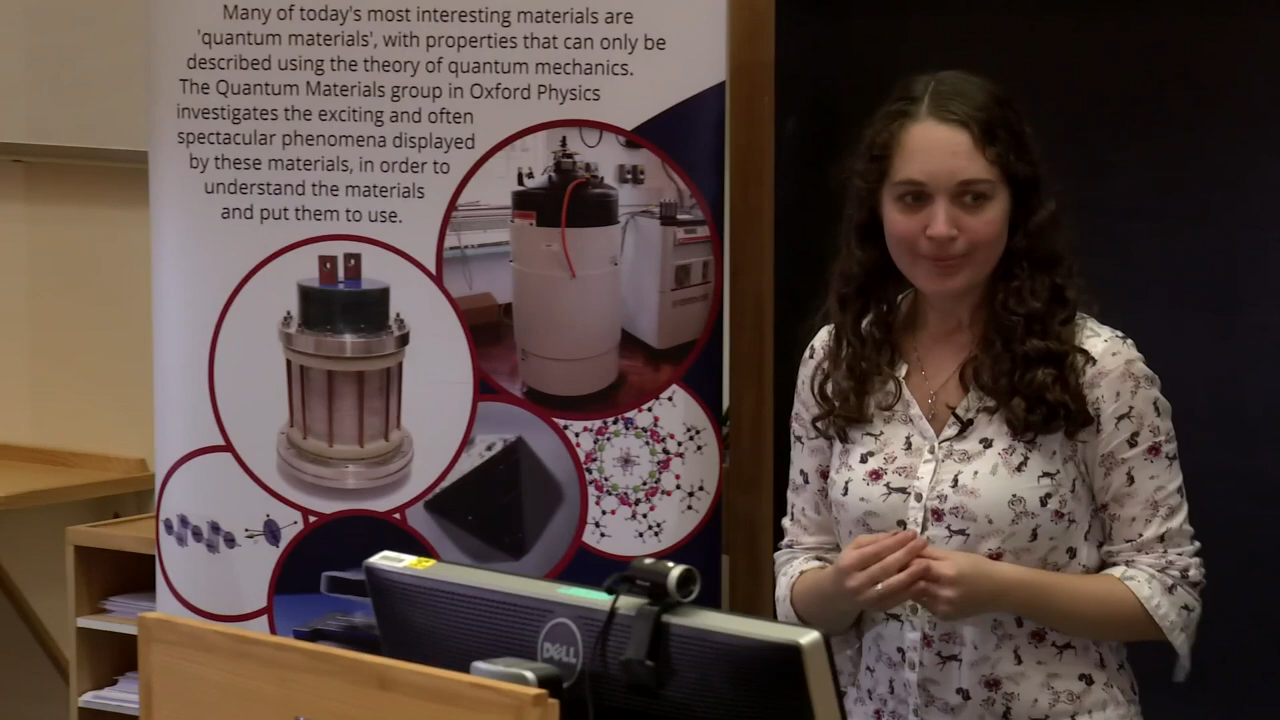 Many of today's most interesting materials are
'quantum materials', with properties that can only be
described using the theory of quantum mechanics.
The Quantum Materials group in Oxford Physics
investigates the exciting and often
spectacular phenomena displayed
by these materials, in order to
understand the materials
and put them to use.
DELL